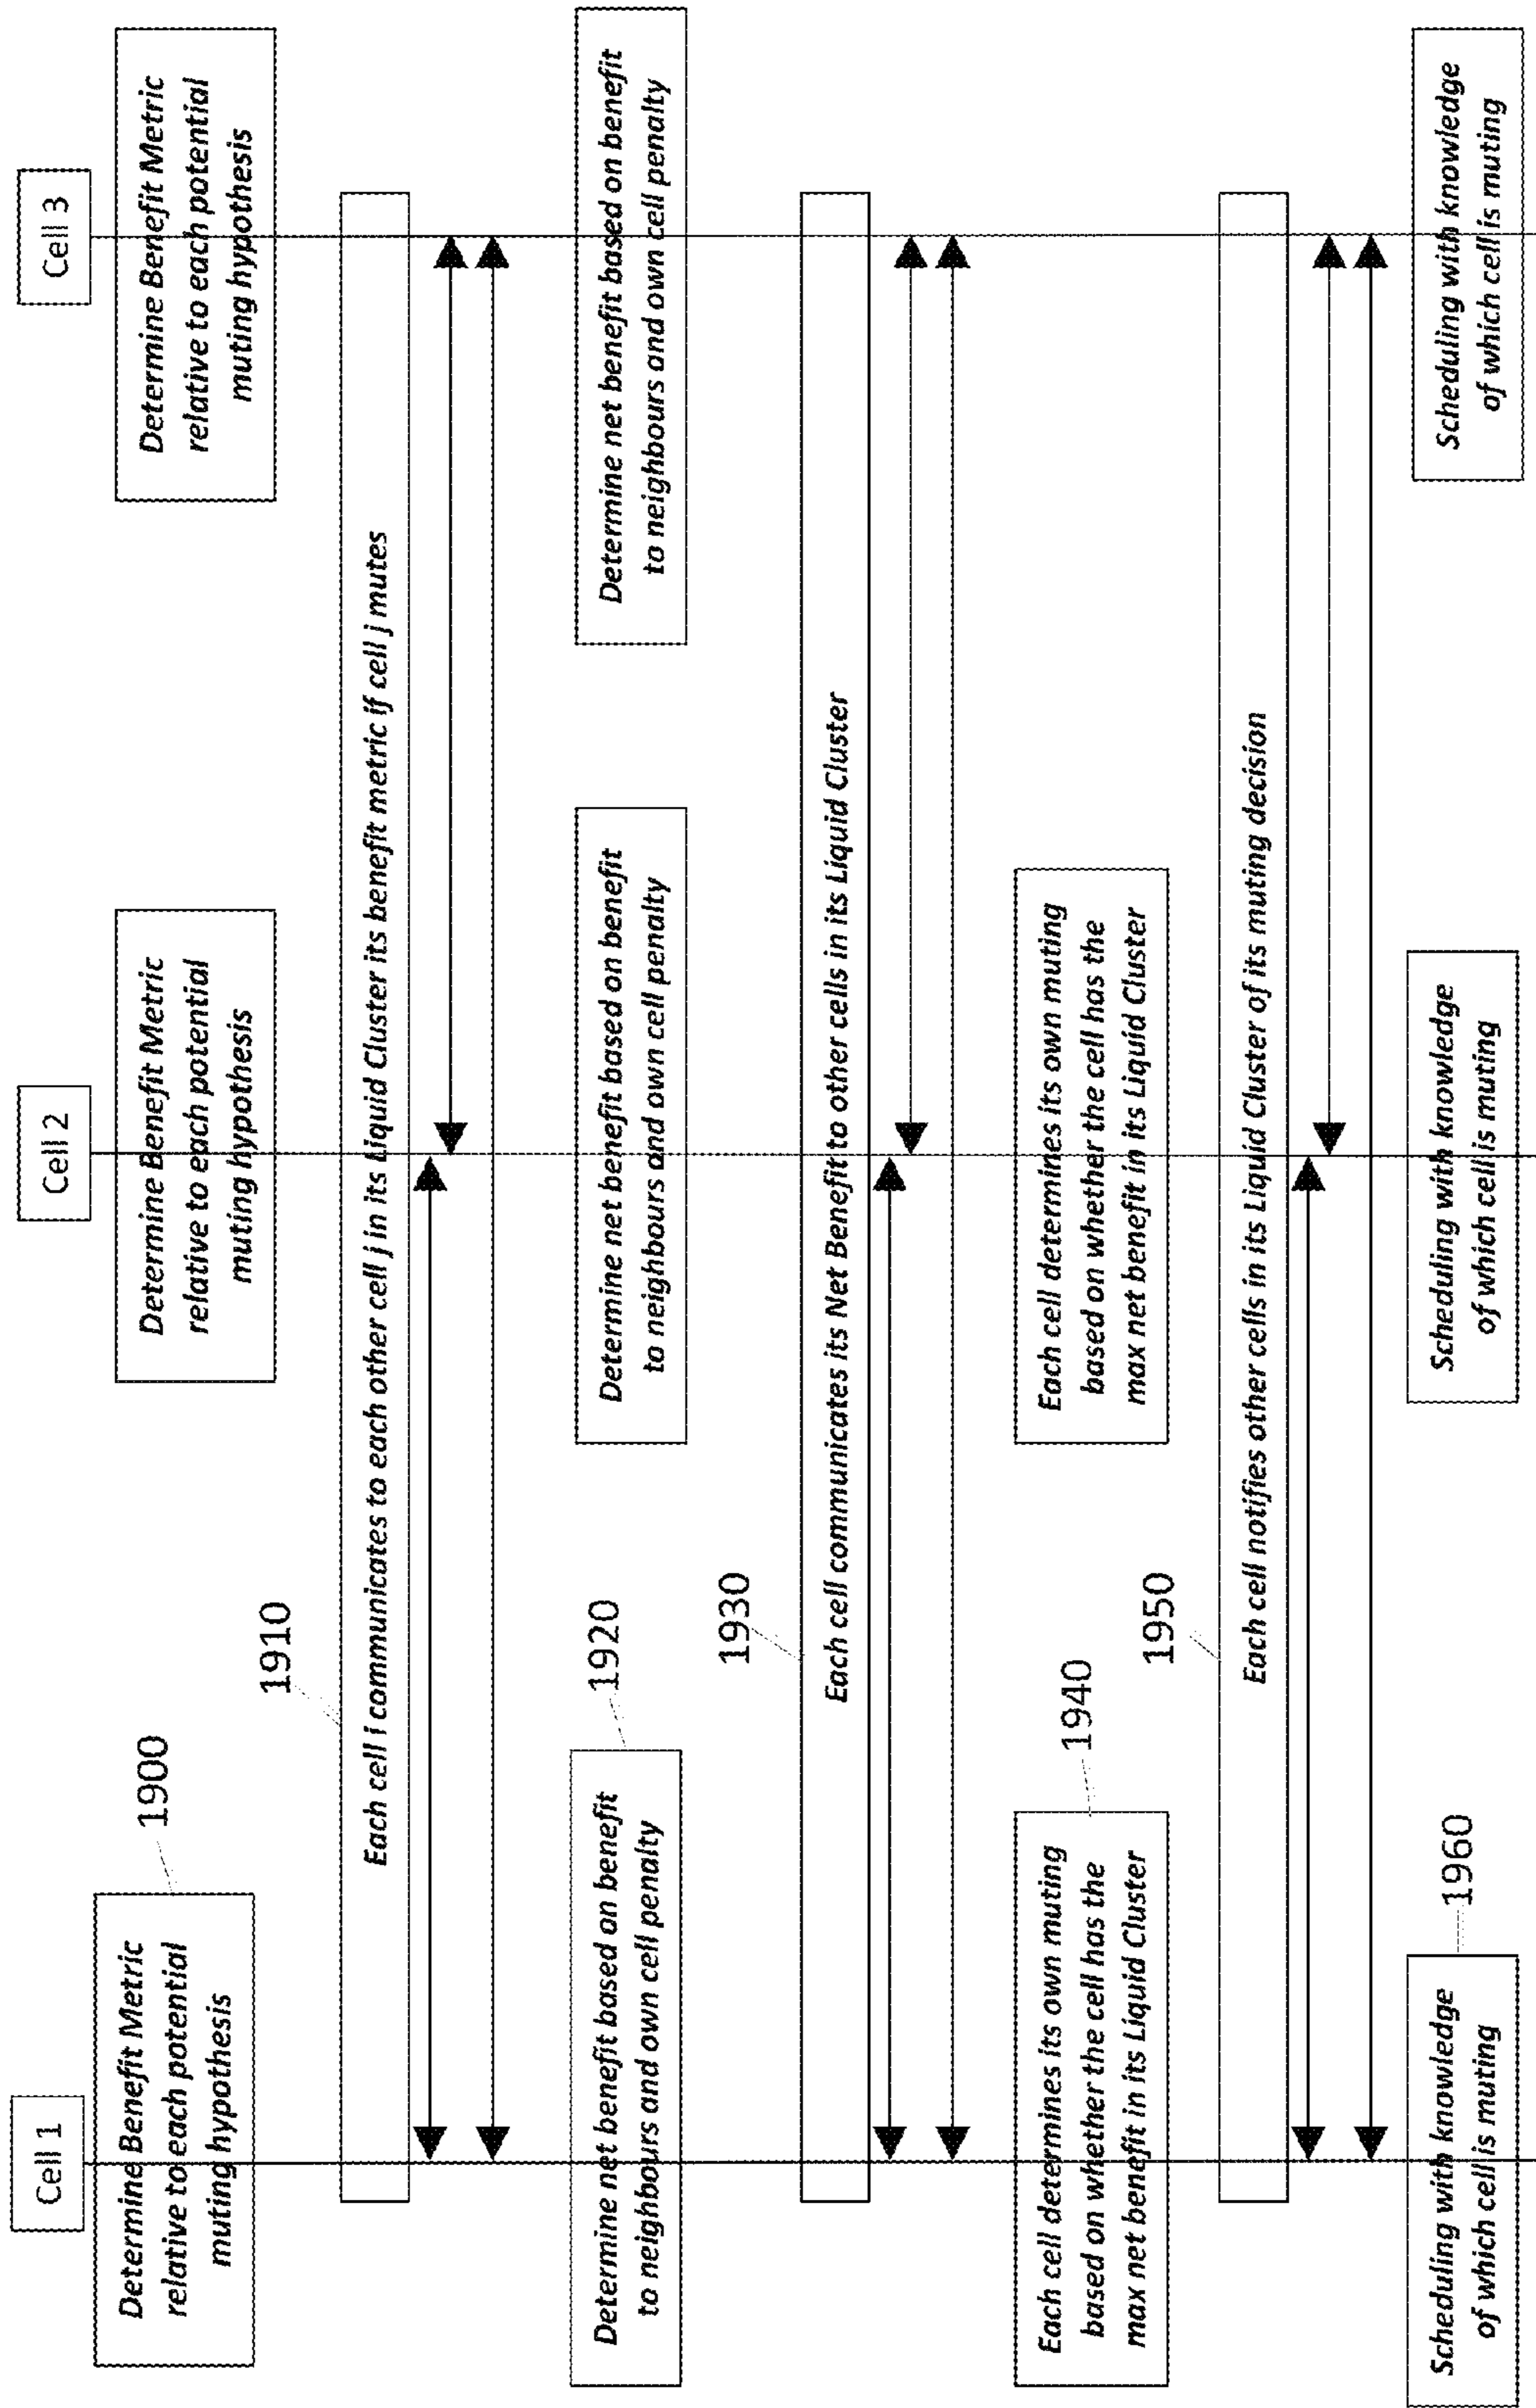 Cell 1
Cell 2
Cell 3
Determine Benefit Metric
relative to each potential
muting hypothesis
1900
Determine Benefit Metric
relative to each potential
muting hypothesis
Determine Benefit Metric
relative to each potential
muting hypothesis
1910
Each cell i communicates to each other cell j in its Liquid Cluster its benefit metric if cell j mutes
Determine net benefit based on benefit
to neighbours and own cell penalty
1920
Determine net benefit based on benefit
to neighbours and own cell penalty
Determine net benefit based on benefit
to neighbours and own cell penalty
1930
Each cell communicates its Net Benefit to other cells in its Liquid Cluster
Each cell determines its own muting
based on whether the cell has the
max net benefit in its Liquid Cluster
1940
Each cell determines its own muting
based on whether the cell has the
max net benefit in its Liquid Cluster
1950
Each cell notifies other cells in its Liquid Cluster of its muting decision
Scheduling with knowledge
of which cell is muting
1960
Scheduling with knowledge
of which cell is muting
Scheduling with knowledge
of which cell is muting